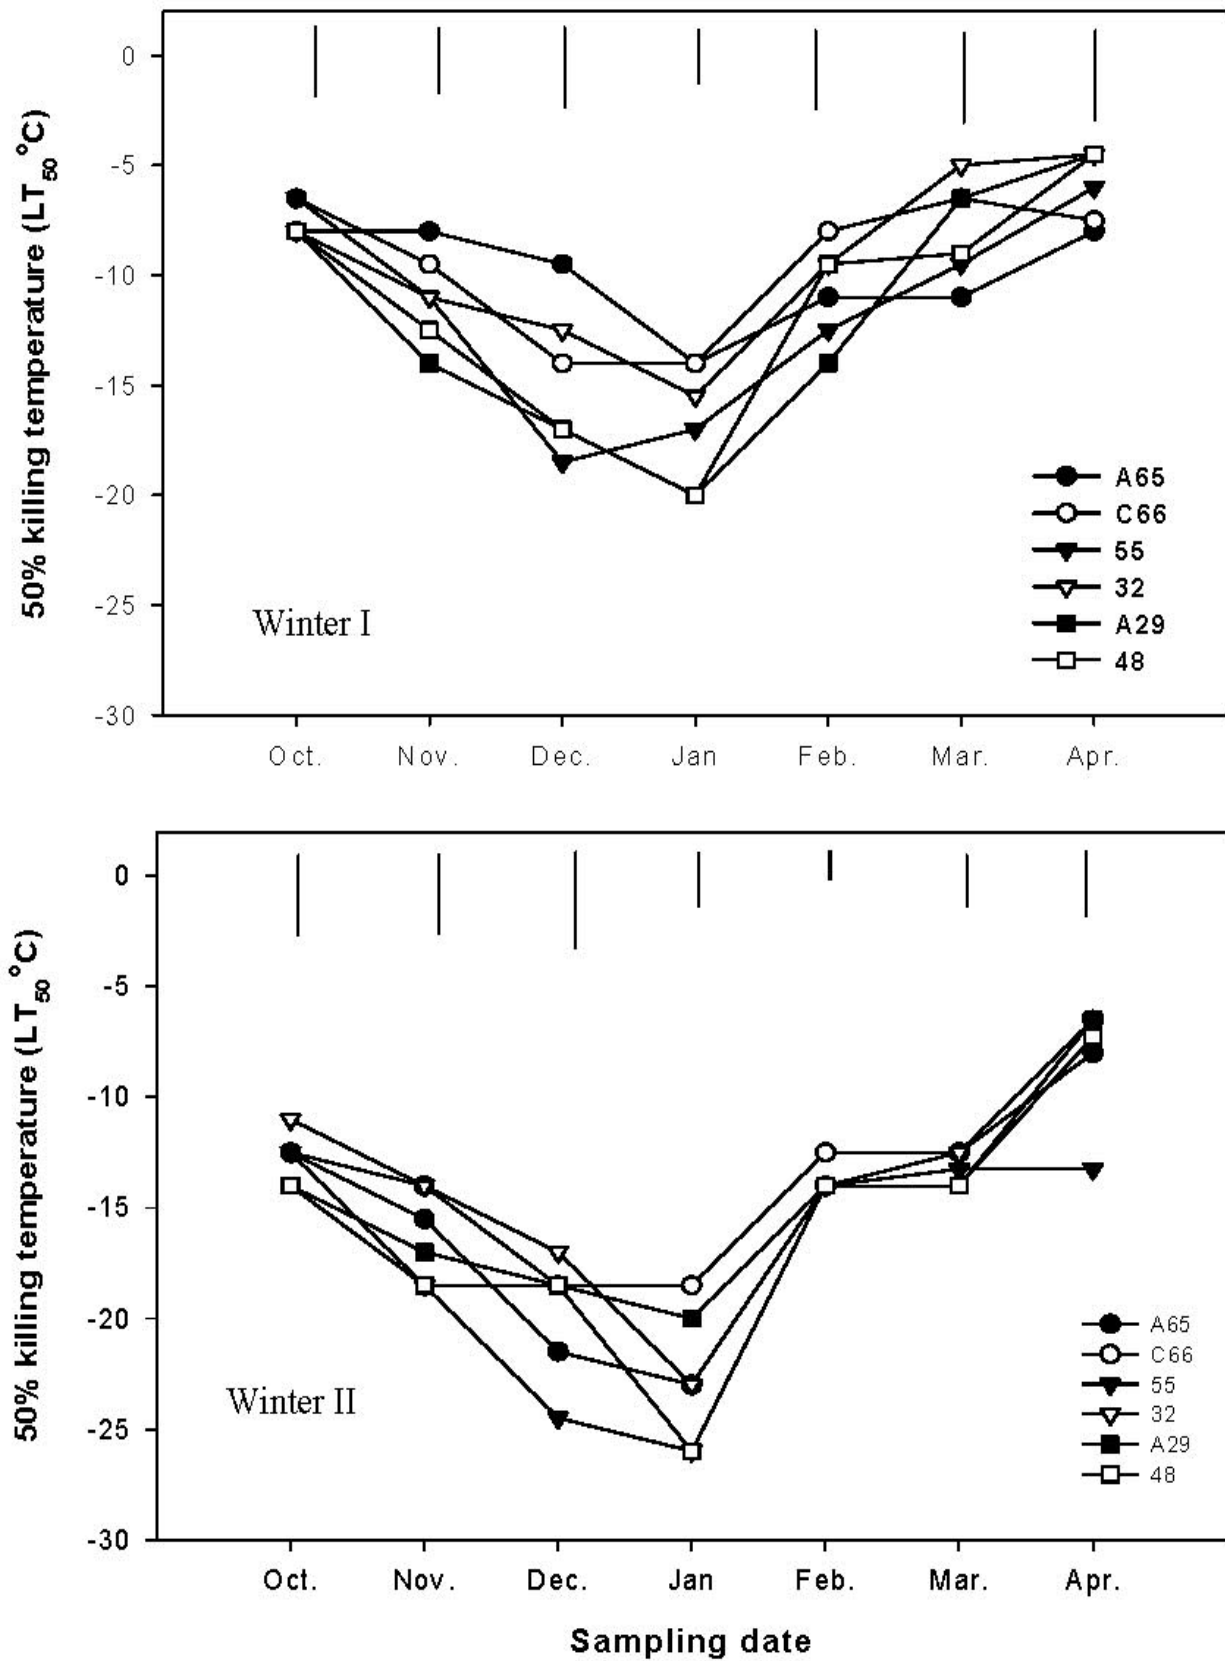 50% killing temperature (LT50°C)
0
-5
-10
-15
-20
-25
-30
A65
C66
55
32
A29
48
Winter I
Oct. Nov. Dec. Jan Feb. Mar. Apr.
50% killing temperature (LT50°C)
0
-5
-10
-15
-20
-25
-30
A65
C66
55
32
A29
48
Winter II
Oct. Nov. Dec. Jan Feb. Mar. Apr.
Sampling date